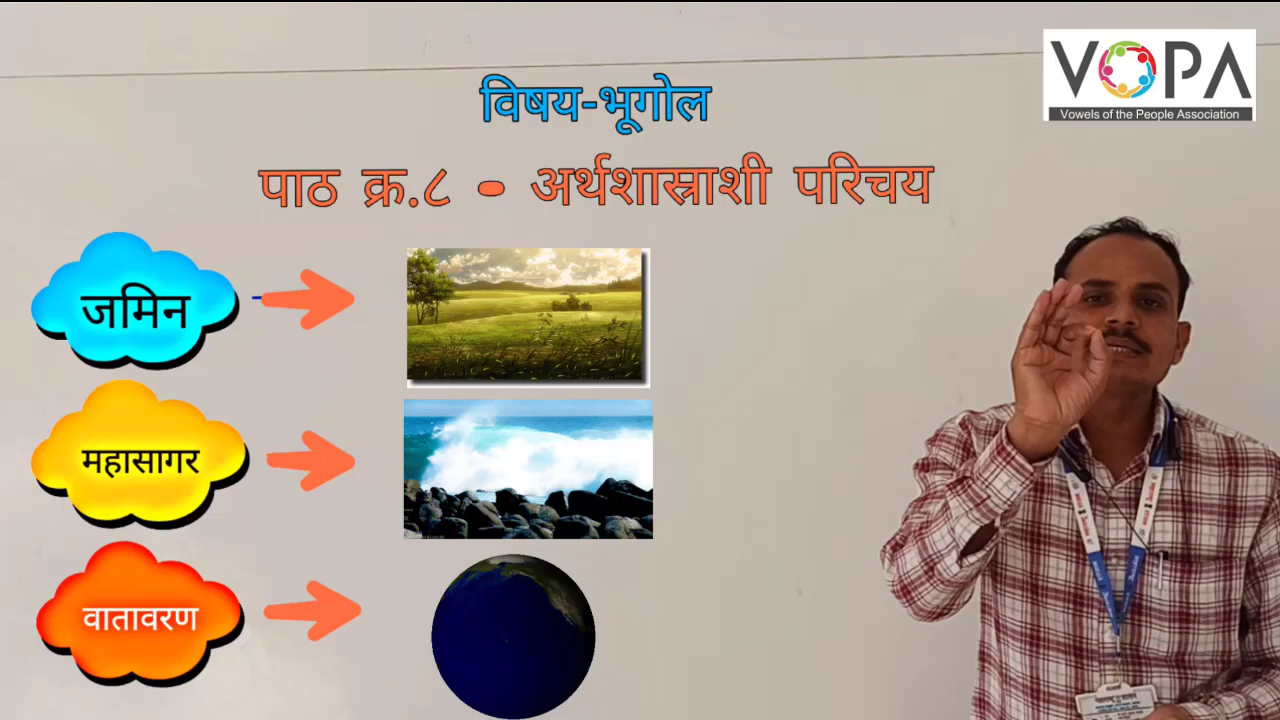 VOPA
Vowels of the People Association
विषय-भूगोल
पाठ क्र.८ - अर्थशास्त्राशी परिचय
जमिन
महासागर
वातावरण